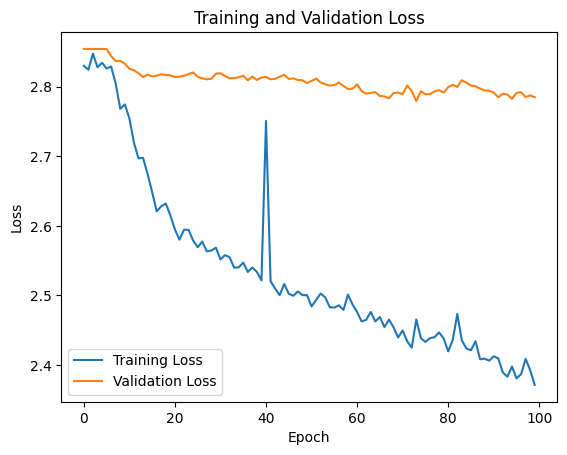 Training and Validation Loss
Loss
2.8
2.7
2.6
2.5
2.4
Training Loss
Validation Loss
0
20
40
60
80
100
Epoch